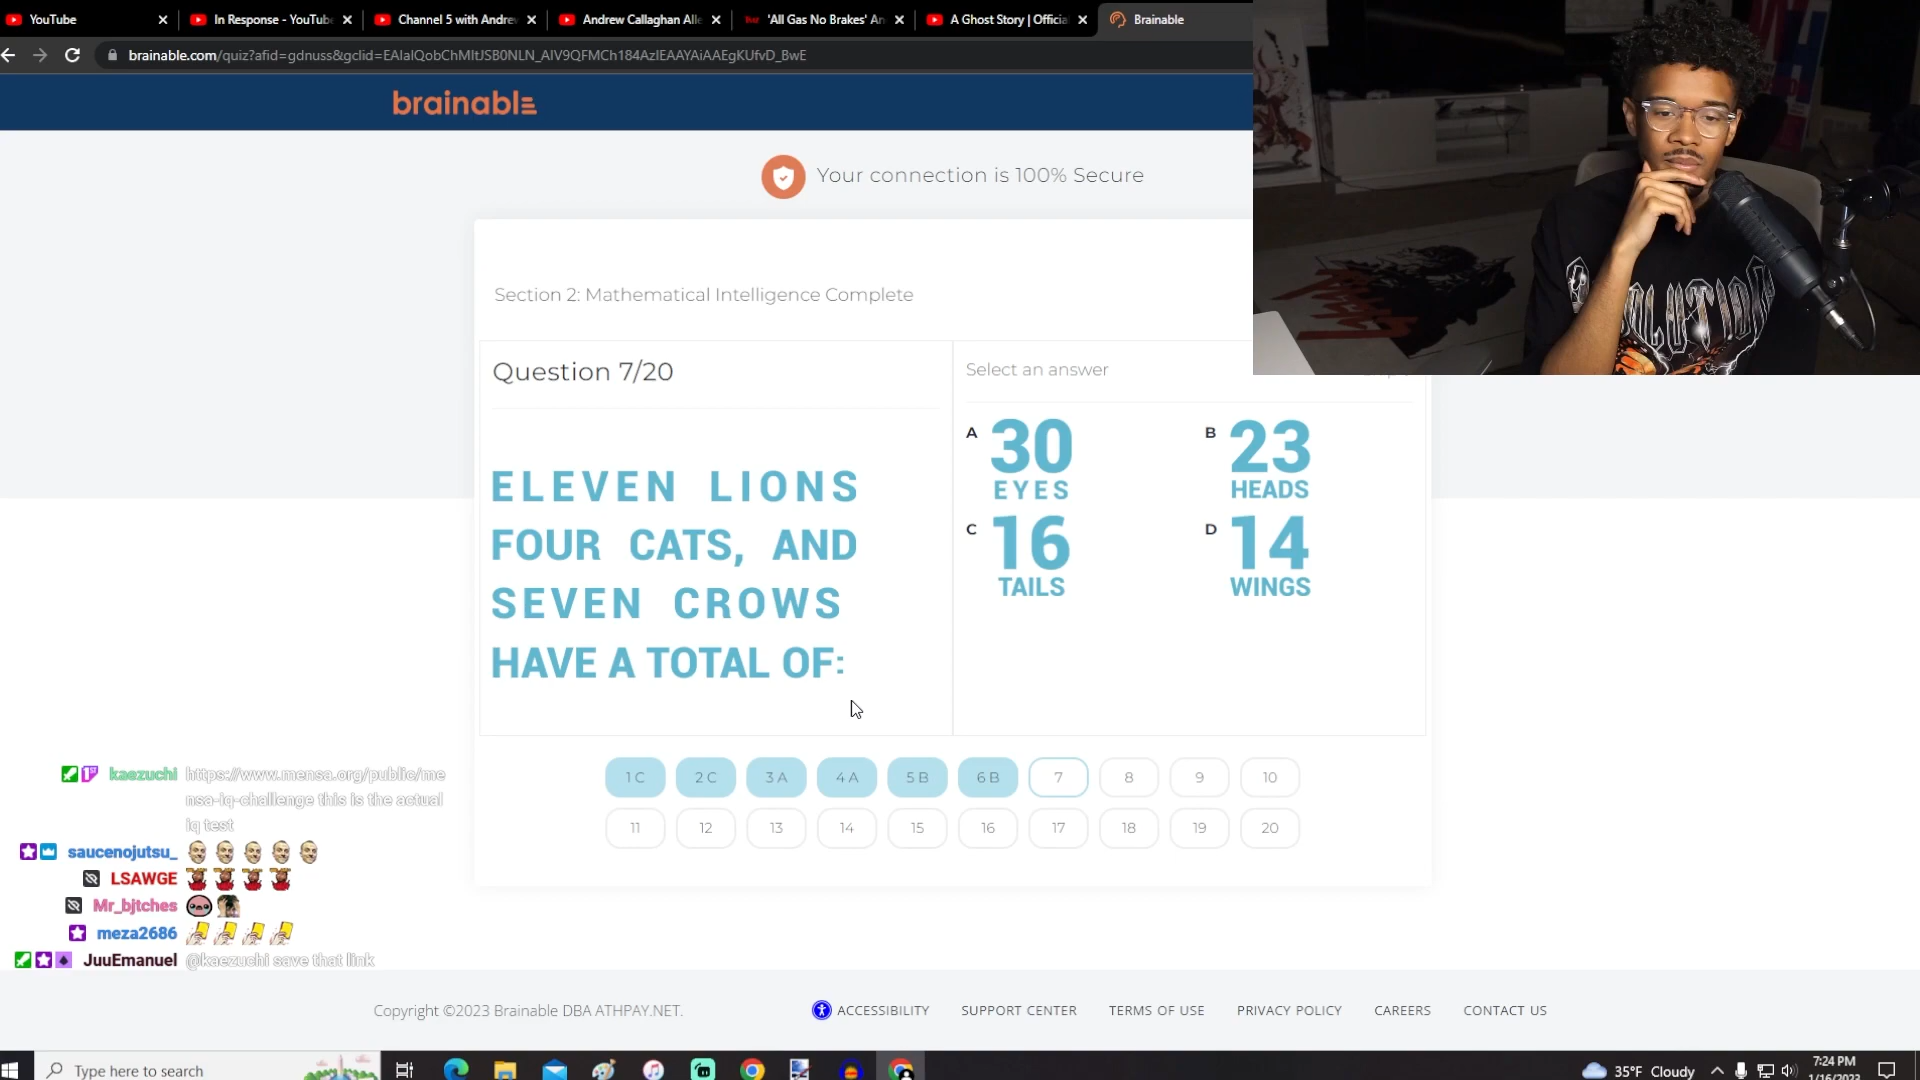 YouTube
In Response - YouTube
Channel 5 with Andre
Andrew Callaghan Alle
'All Gas No Brakes' An
A Ghost Story | Officia
Brainable
brainable.com/quiz?afid=gdnuss&gclid=EAIaIQobChMItJSB0NLN_AIV9QFMCh184AzIEAAYAiAAEgKUfvD_BwE
brainable
Your connection is 100% Secure
Section 2: Mathematical Intelligence Complete
Question 7/20
Select an answer
ELEVEN LIONS
FOUR CATS, AND
SEVEN CROWS
HAVE A TOTAL OF:
A 30 EYES
B 23 HEADS
C 16 TAILS
D 14 WINGS
1 C 2 C 3 A 4 A 5 B 6 B 7 8 9 10
11 12 13 14 15 16 17 18 19 20
kaezuchi https://www.mensa.org/public/me
nsa-iq-challenge this is the actual
iq test
saucenojutsu_
LSAWGE
Mr_bjtches
meza2686
JuuEmanuel @kaezuchi save that link
Copyright ©2023 Brainable DBA ATHPAY.NET.
ACCESSIBILITY SUPPORT CENTER TERMS OF USE PRIVACY POLICY CAREERS CONTACT US
Type here to search
35°F Cloudy
7:24 PM
1/16/2023